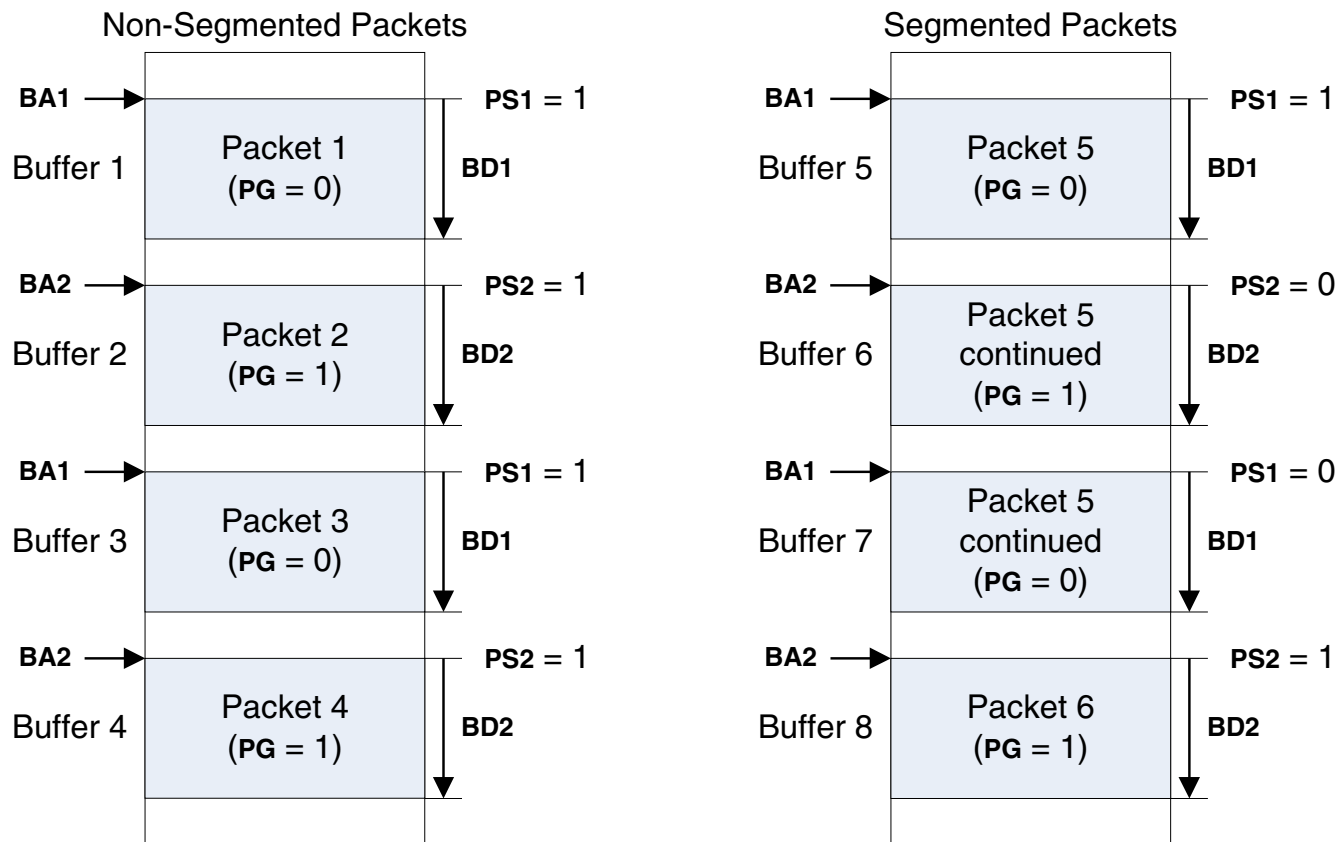 Non-Segmented Packets
BA1
PS1 = 1
Buffer 1
Packet 1
(PG = 0)
BD1
BA2
PS2 = 1
Buffer 2
Packet 2
(PG = 1)
BD2
BA1
PS1 = 1
Buffer 3
Packet 3
(PG = 0)
BD1
BA2
PS2 = 1
Buffer 4
Packet 4
(PG = 1)
BD2
Segmented Packets
BA1
PS1 = 1
Buffer 5
Packet 5
(PG = 0)
BD1
BA2
PS2 = 0
Buffer 6
Packet 5
continued
(PG = 1)
BD2
BA1
PS1 = 0
Buffer 7
Packet 5
continued
(PG = 0)
BD1
BA2
PS2 = 1
Buffer 8
Packet 6
(PG = 1)
BD2